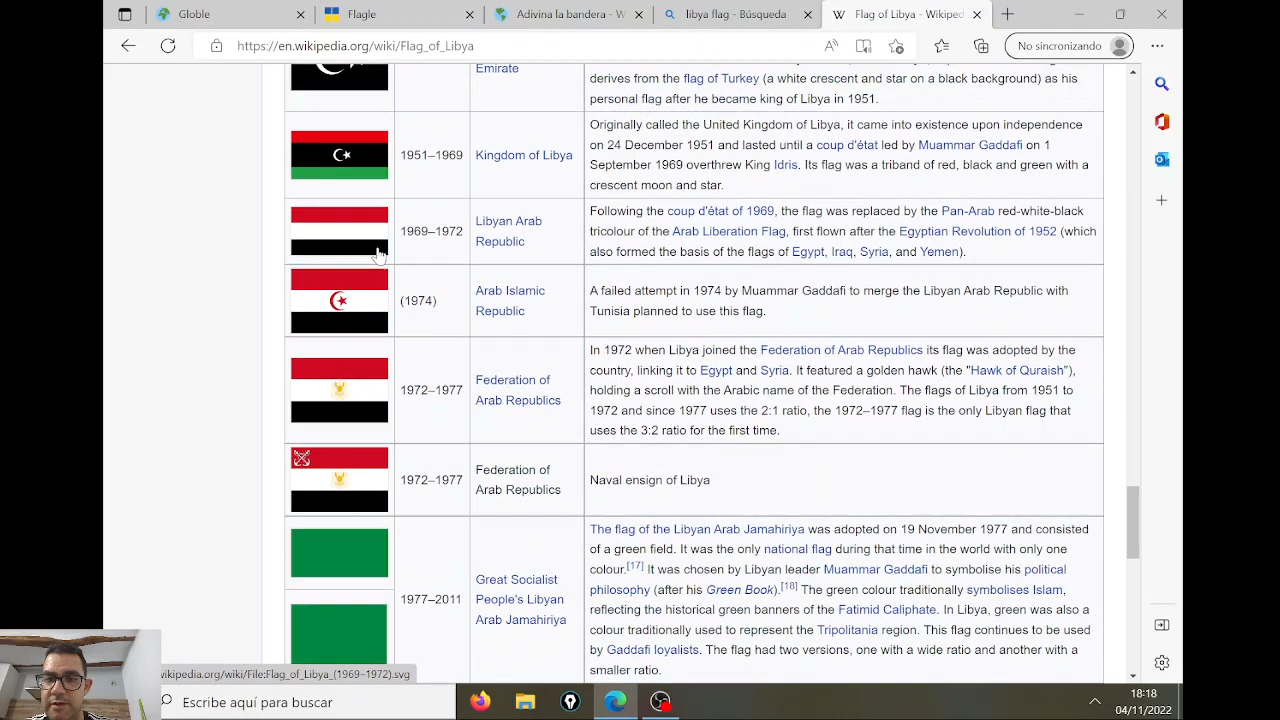 Globle
Flagle
Adivina la bandera - W
libya flag - Búsqueda
Flag of Libya - Wikiped
https://en.wikipedia.org/wiki/Flag_of_Libya
No sincronizando
Emirate
derives from the flag of Turkey (a white crescent and star on a black background) as his
personal flag after he became king of Libya in 1951.
1951–1969
Kingdom of Libya
Originally called the United Kingdom of Libya, it came into existence upon independence
on 24 December 1951 and lasted until a coup d'état led by Muammar Gaddafi on 1
September 1969 overthrew King Idris. Its flag was a triband of red, black and green with a
crescent moon and star.
1969–1972
Libyan Arab
Republic
Following the coup d'état of 1969, the flag was replaced by the Pan-Arab red-white-black
tricolour of the Arab Liberation Flag, first flown after the Egyptian Revolution of 1952 (which
also formed the basis of the flags of Egypt, Iraq, Syria, and Yemen).
(1974)
Arab Islamic
Republic
A failed attempt in 1974 by Muammar Gaddafi to merge the Libyan Arab Republic with
Tunisia planned to use this flag.
1972–1977
Federation of
Arab Republics
In 1972 when Libya joined the Federation of Arab Republics its flag was adopted by the
country, linking it to Egypt and Syria. It featured a golden hawk (the "Hawk of Quraish"),
holding a scroll with the Arabic name of the Federation. The flags of Libya from 1951 to
1972 and since 1977 uses the 2:1 ratio, the 1972–1977 flag is the only Libyan flag that
uses the 3:2 ratio for the first time.
1972–1977
Federation of
Arab Republics
Naval ensign of Libya
1977–2011
Great Socialist
People's Libyan
Arab Jamahiriya
The flag of the Libyan Arab Jamahiriya was adopted on 19 November 1977 and consisted
of a green field. It was the only national flag during that time in the world with only one
colour.[17] It was chosen by Libyan leader Muammar Gaddafi to symbolise his political
philosophy (after his Green Book).[18] The green colour traditionally symbolises Islam,
reflecting the historical green banners of the Fatimid Caliphate. In Libya, green was also a
colour traditionally used to represent the Tripolitania region. This flag continues to be used
by Gaddafi loyalists. The flag had two versions, one with a wide ratio and another with a
smaller ratio.
wikipedia.org/wiki/File:Flag_of_Libya_(1969–1972).svg
Escribe aquí para buscar
18:18
04/11/2022